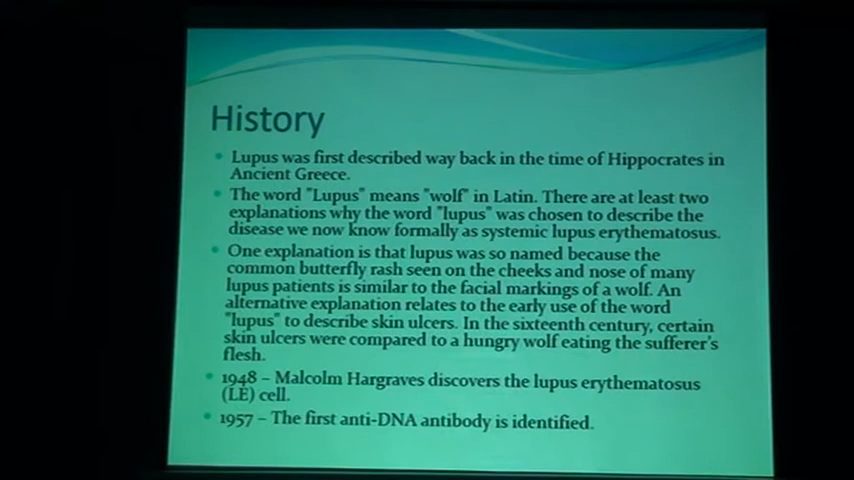 History
Lupus was first described way back in the time of Hippocrates in
Ancient Greece.
The word "Lupus" means "wolf" in Latin. There are at least two
explanations why the word "lupus" was chosen to describe the
disease we now know formally as systemic lupus erythematosus.
One explanation is that lupus was so named because the
common butterfly rash seen on the cheeks and nose of many
lupus patients is similar to the facial markings of a wolf. An
alternative explanation relates to the early use of the word
"lupus" to describe skin ulcers. In the sixteenth century, certain
skin ulcers were compared to a hungry wolf eating the sufferer's
flesh.
1948 – Malcolm Hargraves discovers the lupus erythematosus
(LE) cell.
1957 – The first anti-DNA antibody is identified.